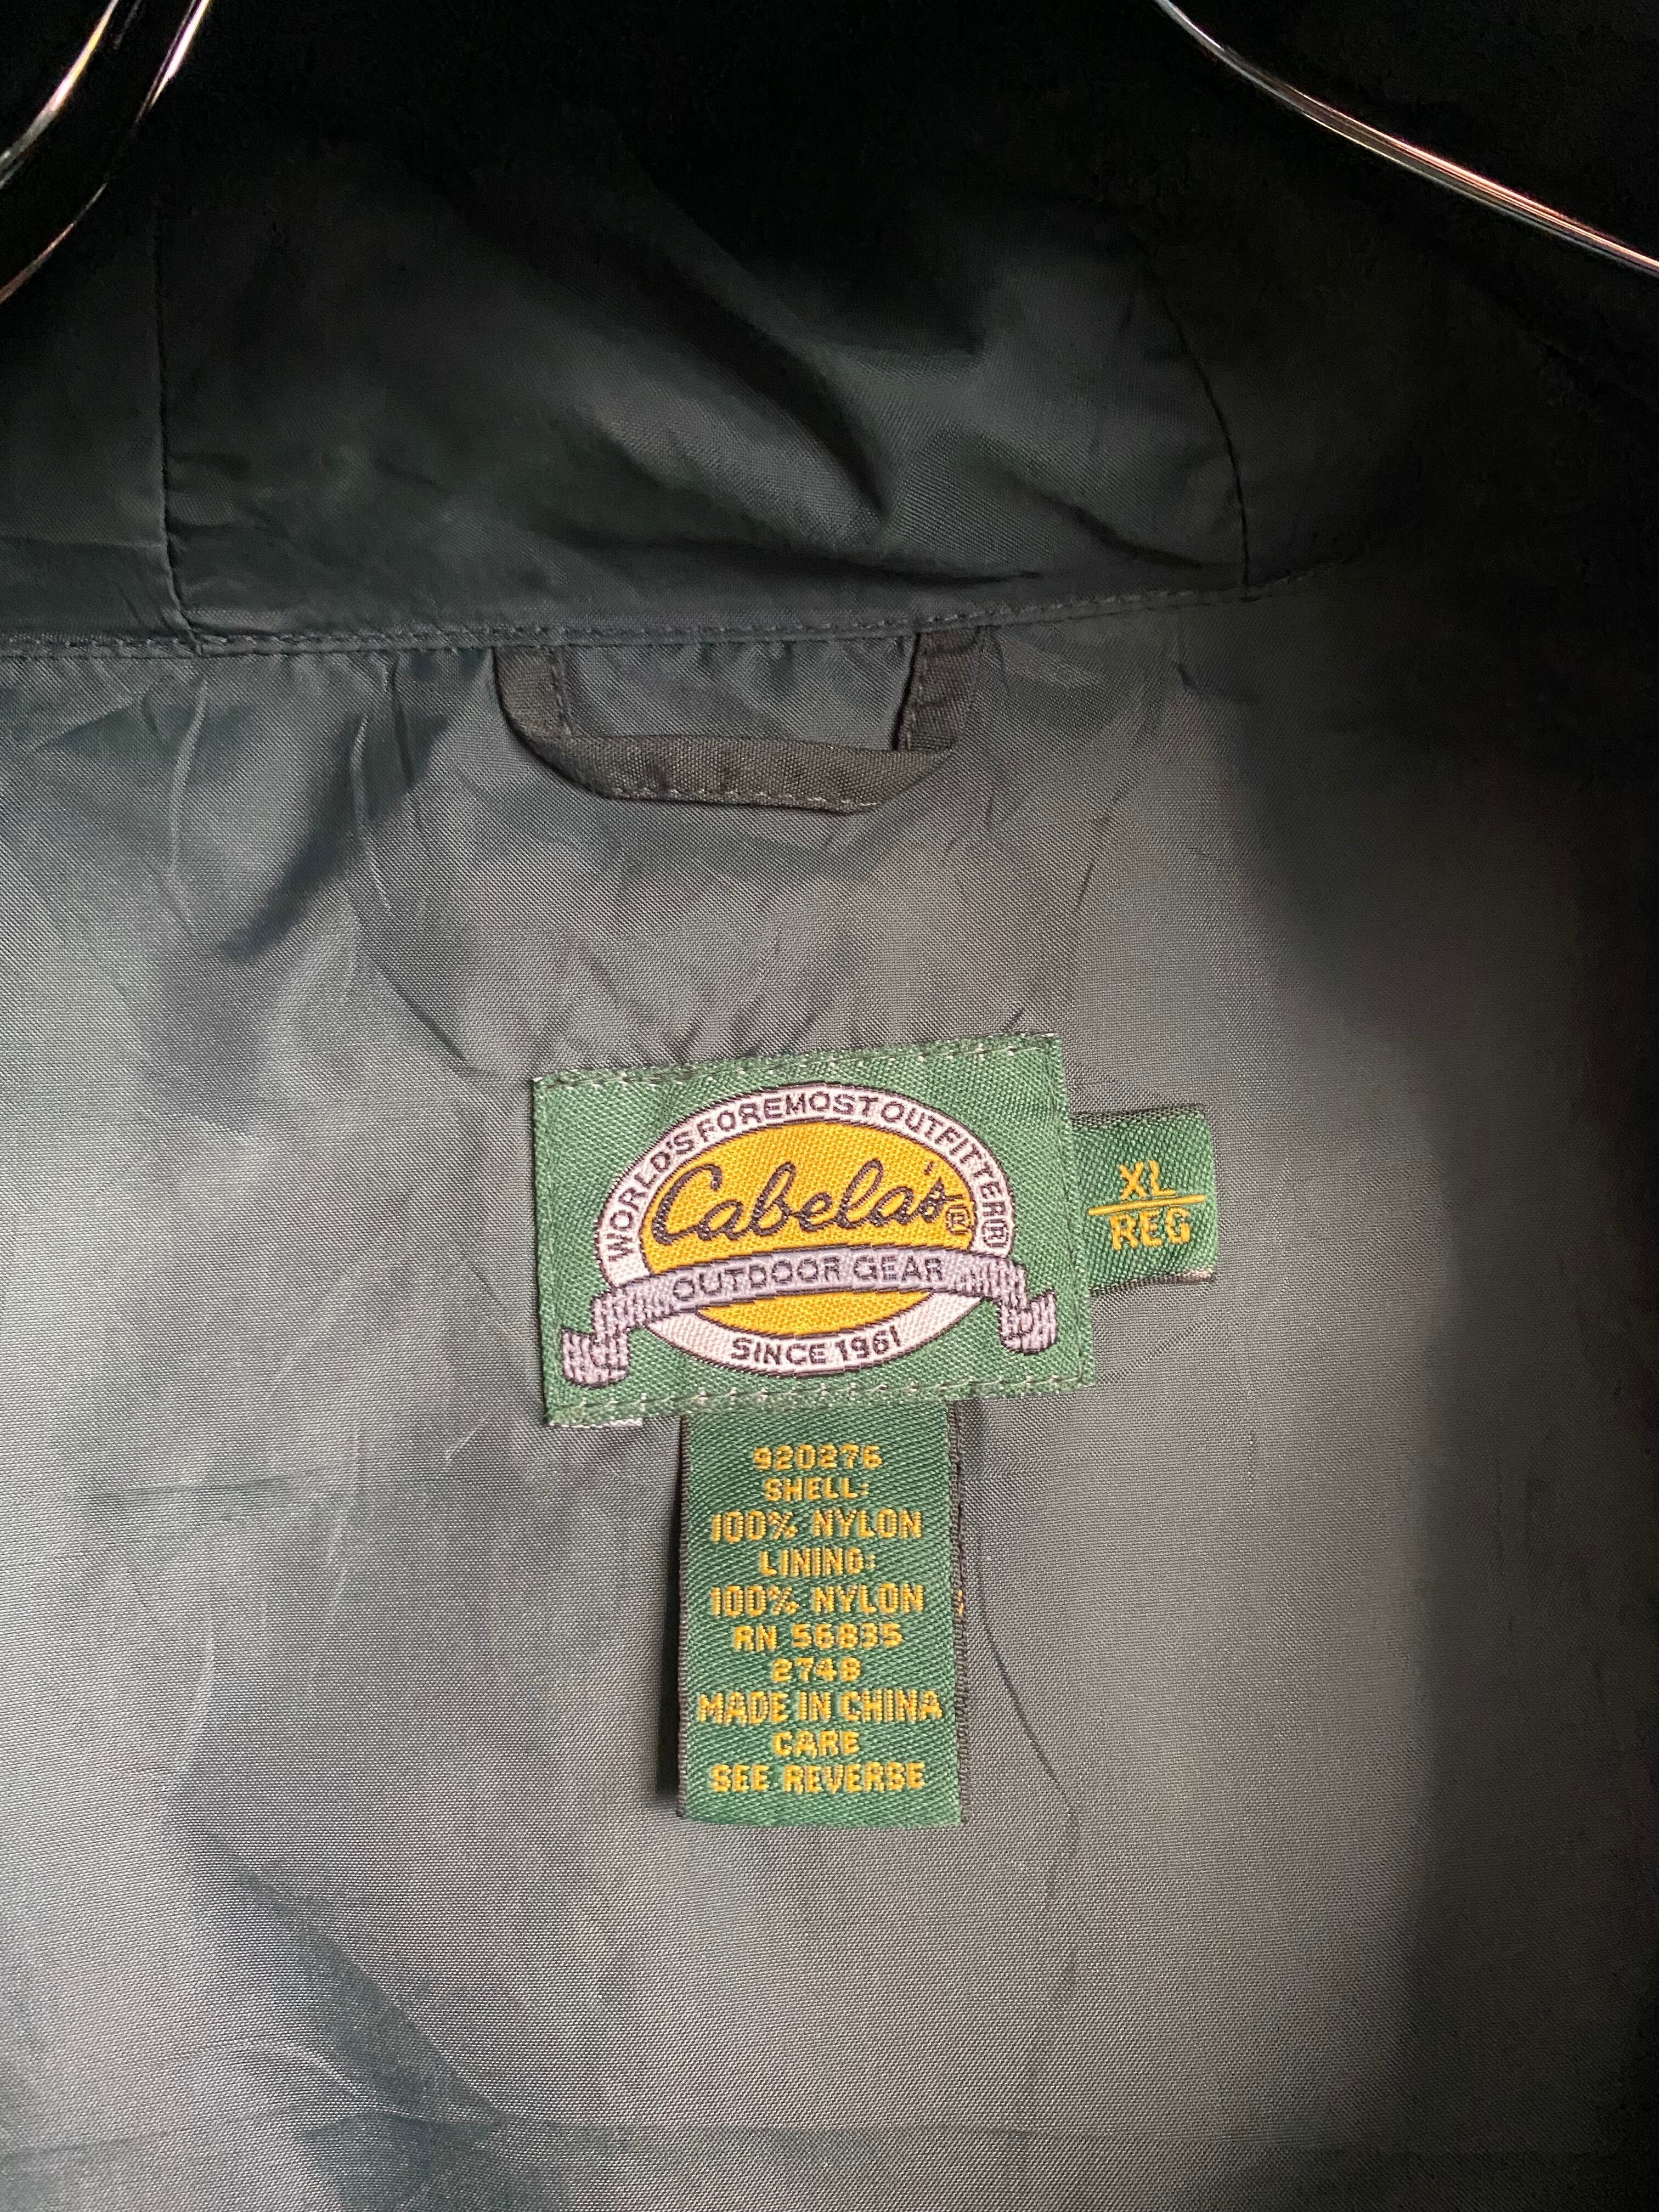 WORLD'S FOREMOST OUTFITTER®
Cabela's®
OUTDOOR GEAR
SINCE 1961
XL
REG
920276
SHELL:
100% NYLON
LINING:
100% NYLON
RN 56835
2748
MADE IN CHINA
CARE
SEE REVERSE